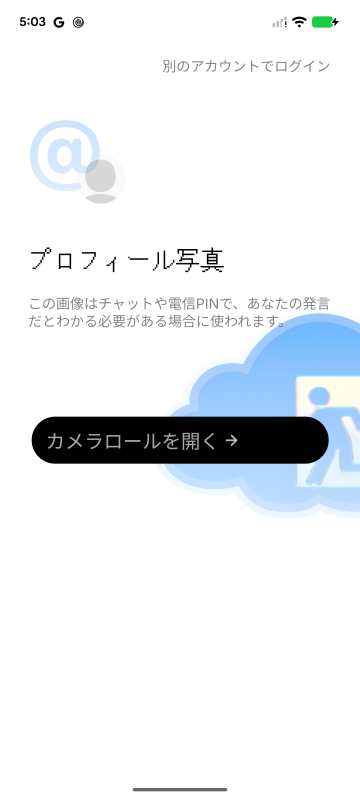 5:03
別のアカウントでログイン
@
プロフィール写真
この画像はチャットや電信PINで、あなたの発言
だとわかる必要がある場合に使われます。
カメラロールを開く→